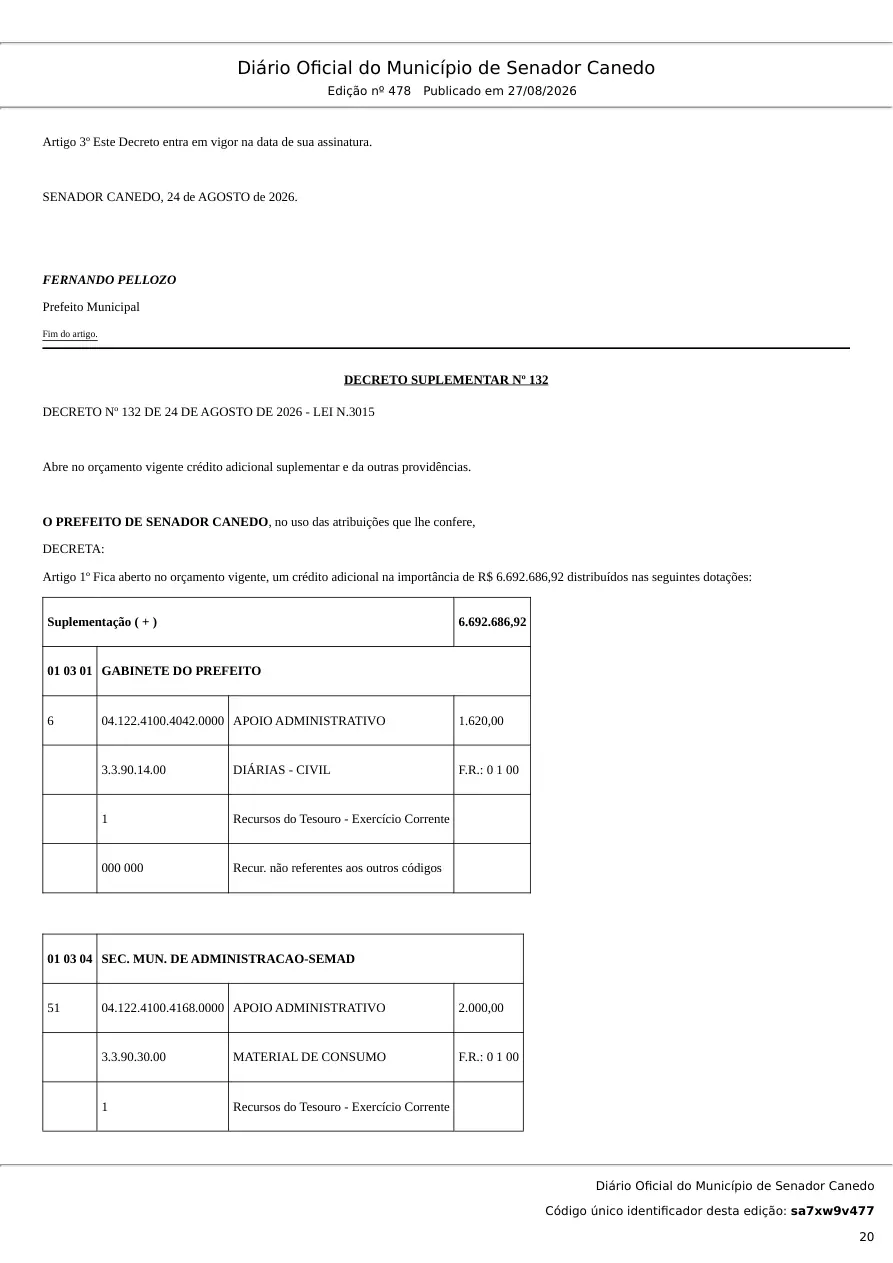 Diário Oficial do Município de Senador Canedo
Edição nº 478 Publicado em 27/08/2026
Artigo 3º Este Decreto entra em vigor na data de sua assinatura.
SENADOR CANEDO, 24 de AGOSTO de 2026.
FERNANDO PELLOZO
Prefeito Municipal
Fim do artigo.
DECRETO SUPLEMENTAR Nº 132
DECRETO Nº 132 DE 24 DE AGOSTO DE 2026 - LEI N.3015
Abre no orçamento vigente crédito adicional suplementar e da outras providências.
O PREFEITO DE SENADOR CANEDO, no uso das atribuições que lhe confere,
DECRETA:
Artigo 1º Fica aberto no orçamento vigente, um crédito adicional na importância de R$ 6.692.686,92 distribuídos nas seguintes dotações:
Suplementação ( + ) 6.692.686,92
01 03 01 GABINETE DO PREFEITO
6 04.122.4100.4042.0000 APOIO ADMINISTRATIVO 1.620,00
3.3.90.14.00 DIÁRIAS - CIVIL F.R.: 0 1 00
1 Recursos do Tesouro - Exercício Corrente
000 000 Recur. não referentes aos outros códigos
01 03 04 SEC. MUN. DE ADMINISTRACAO-SEMAD
51 04.122.4100.4168.0000 APOIO ADMINISTRATIVO 2.000,00
3.3.90.30.00 MATERIAL DE CONSUMO F.R.: 0 1 00
1 Recursos do Tesouro - Exercício Corrente
Diário Oficial do Município de Senador Canedo
Código único identificador desta edição: sa7xw9v477
20